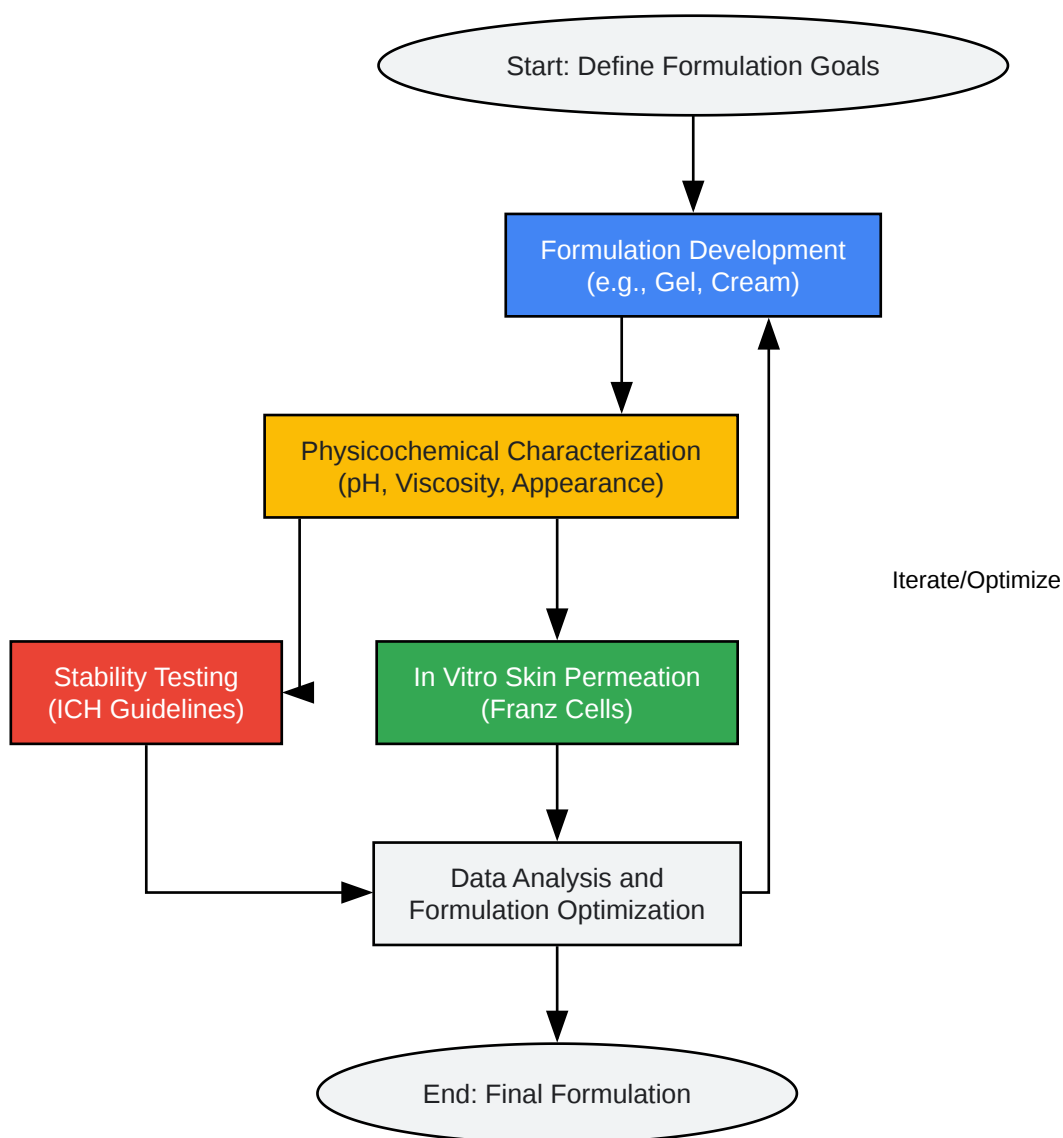 Start: Define Formulation Goals
Formulation Development
(e.g., Gel, Cream)
Physicochemical Characterization
(pH, Viscosity, Appearance)
Iterate/Optimize
Stability Testing
(ICH Guidelines)
In Vitro Skin Permeation
(Franz Cells)
Data Analysis and
Formulation Optimization
End: Final Formulation